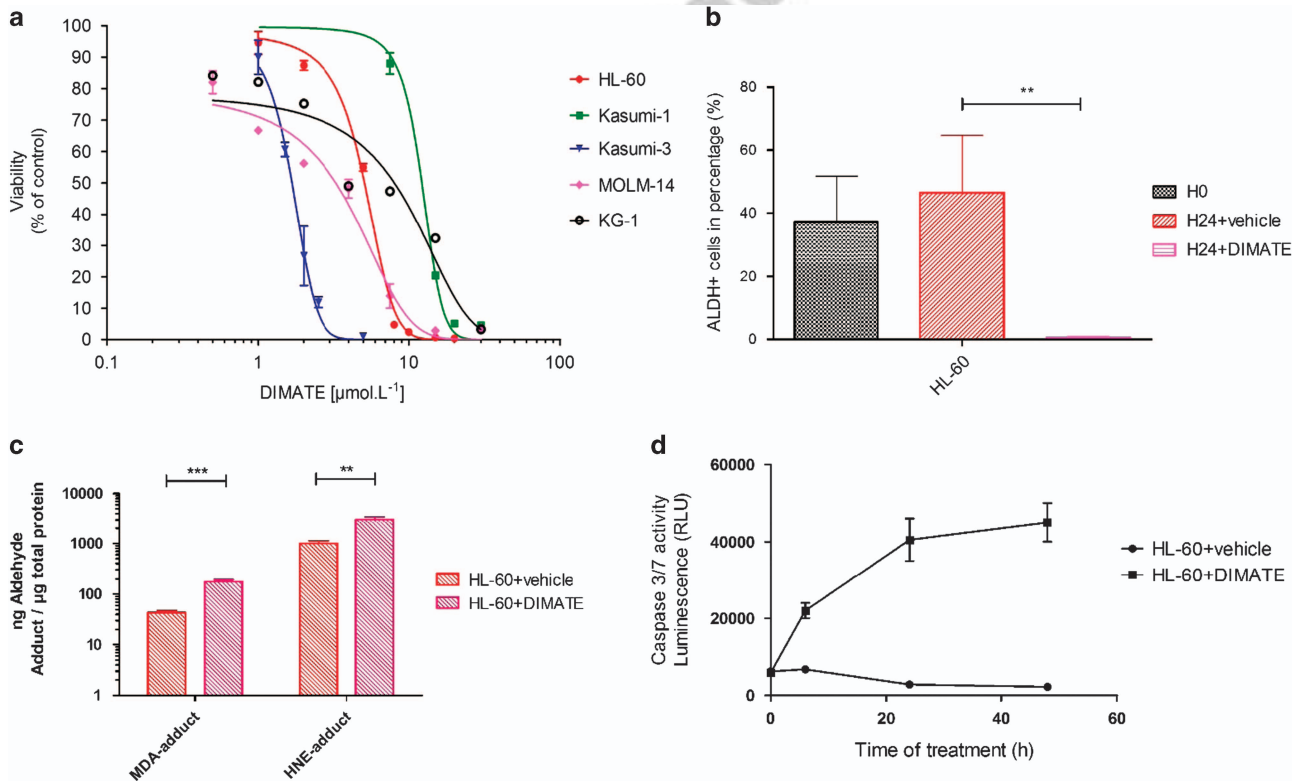 a
100
90
80
70
60
50
40
30
20
10
0
Viability
(% of control)
0.1
1
10
100
DIMATE [µmol.L⁻¹]
HL-60
Kasumi-1
Kasumi-3
MOLM-14
KG-1
b
80
60
40
20
0
ALDH+ cells in percentage (%)
**
HL-60
H0
H24+vehicle
H24+DIMATE
c
10000
1000
100
10
1
ng Aldehyde
Adduct / µg total protein
***
**
MDA-adduct
HNE-adduct
HL-60+vehicle
HL-60+DIMATE
d
60000
40000
20000
0
Caspase 3/7 activity
Luminescence (RLU)
0
20
40
60
Time of treatment (h)
HL-60+vehicle
HL-60+DIMATE